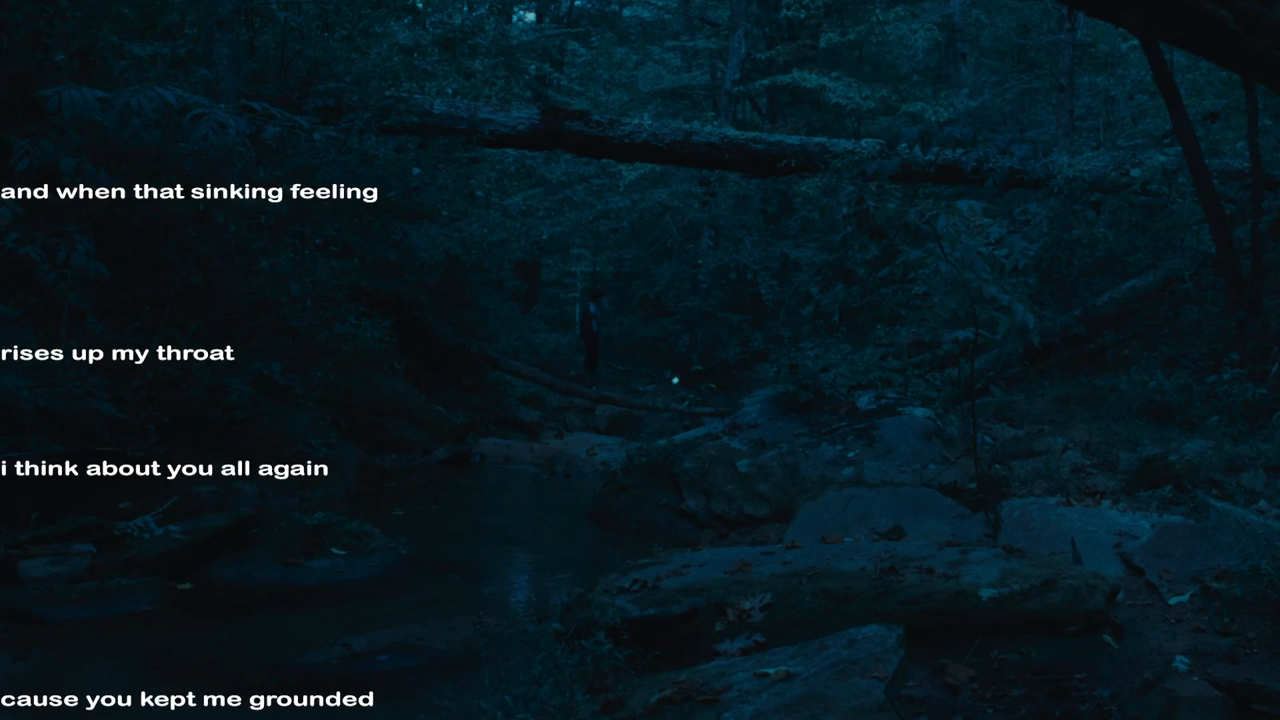 and when that sinking feeling
rises up my throat
i think about you all again
cause you kept me grounded